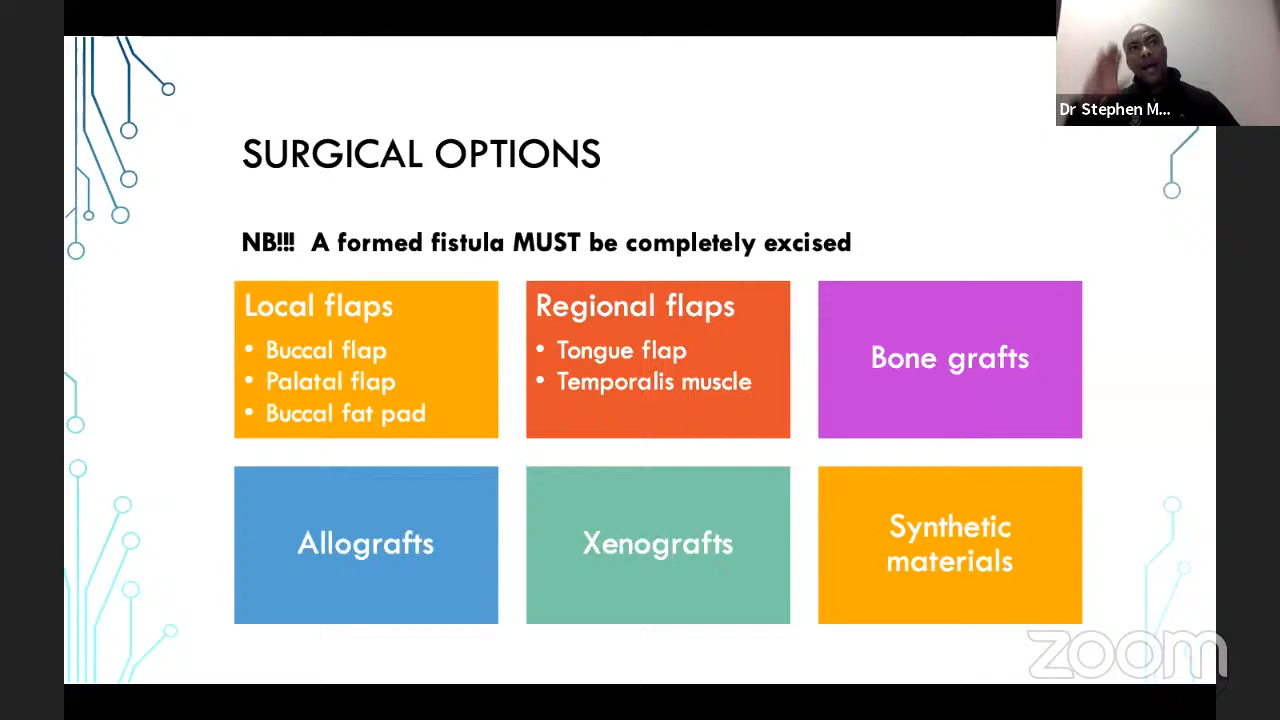 Dr Stephen M...
SURGICAL OPTIONS
NB!!! A formed fistula MUST be completely excised
Local flaps
• Buccal flap
• Palatal flap
• Buccal fat pad
Regional flaps
• Tongue flap
• Temporalis muscle
Bone grafts
Allografts
Xenografts
Synthetic
materials
zoom